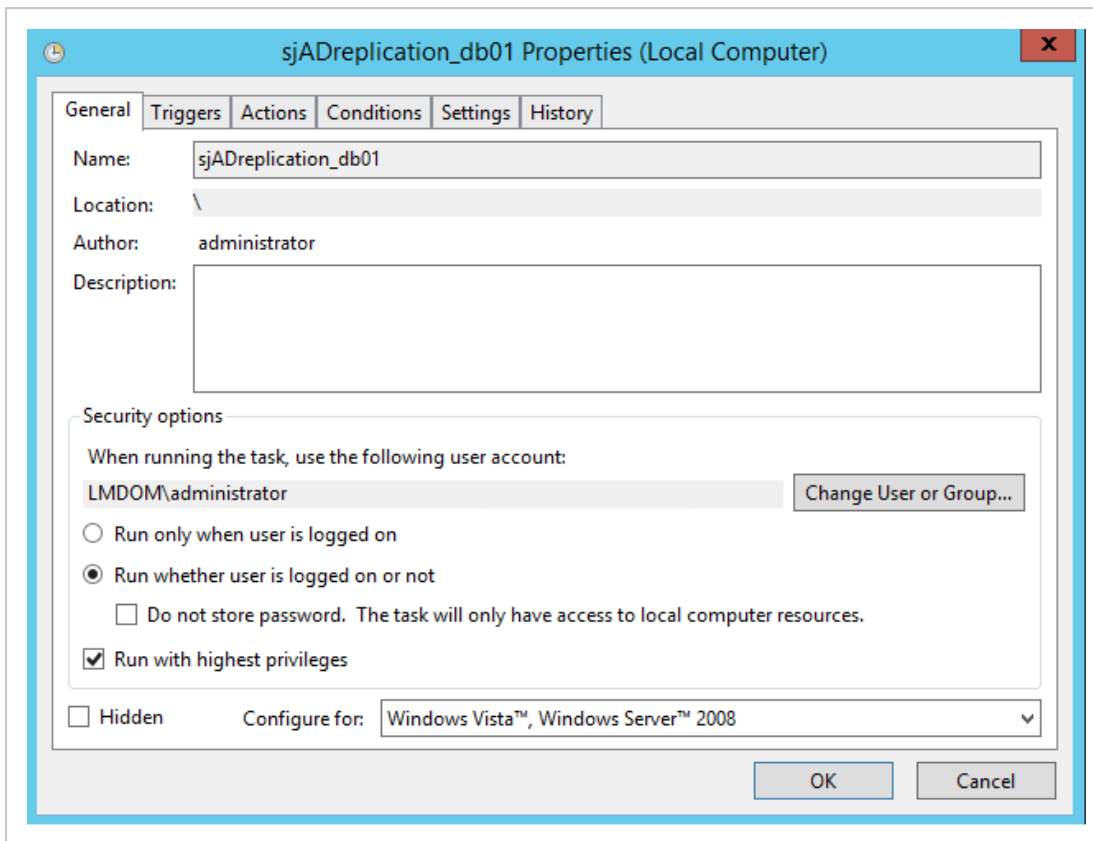 sjADreplication_db01 Properties (Local Computer)
x
General Triggers Actions Conditions Settings History
Name: sjADreplication_db01
Location: \
Author: administrator
Description:
Security options
When running the task, use the following user account:
LMDOM\administrator Change User or Group...
Run only when user is logged on
Run whether user is logged on or not
Do not store password. The task will only have access to local computer resources.
Run with highest privileges
Hidden Configure for: Windows Vista™, Windows Server™ 2008
OK Cancel